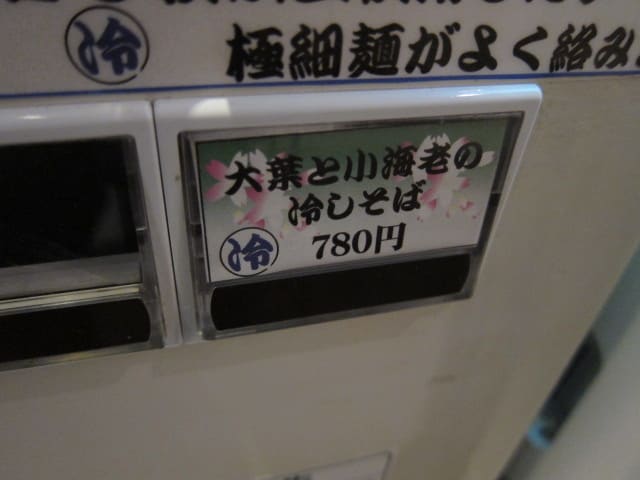 冷 極細麺がよく絡み
大葉と小海老の
冷しそば
冷 780円